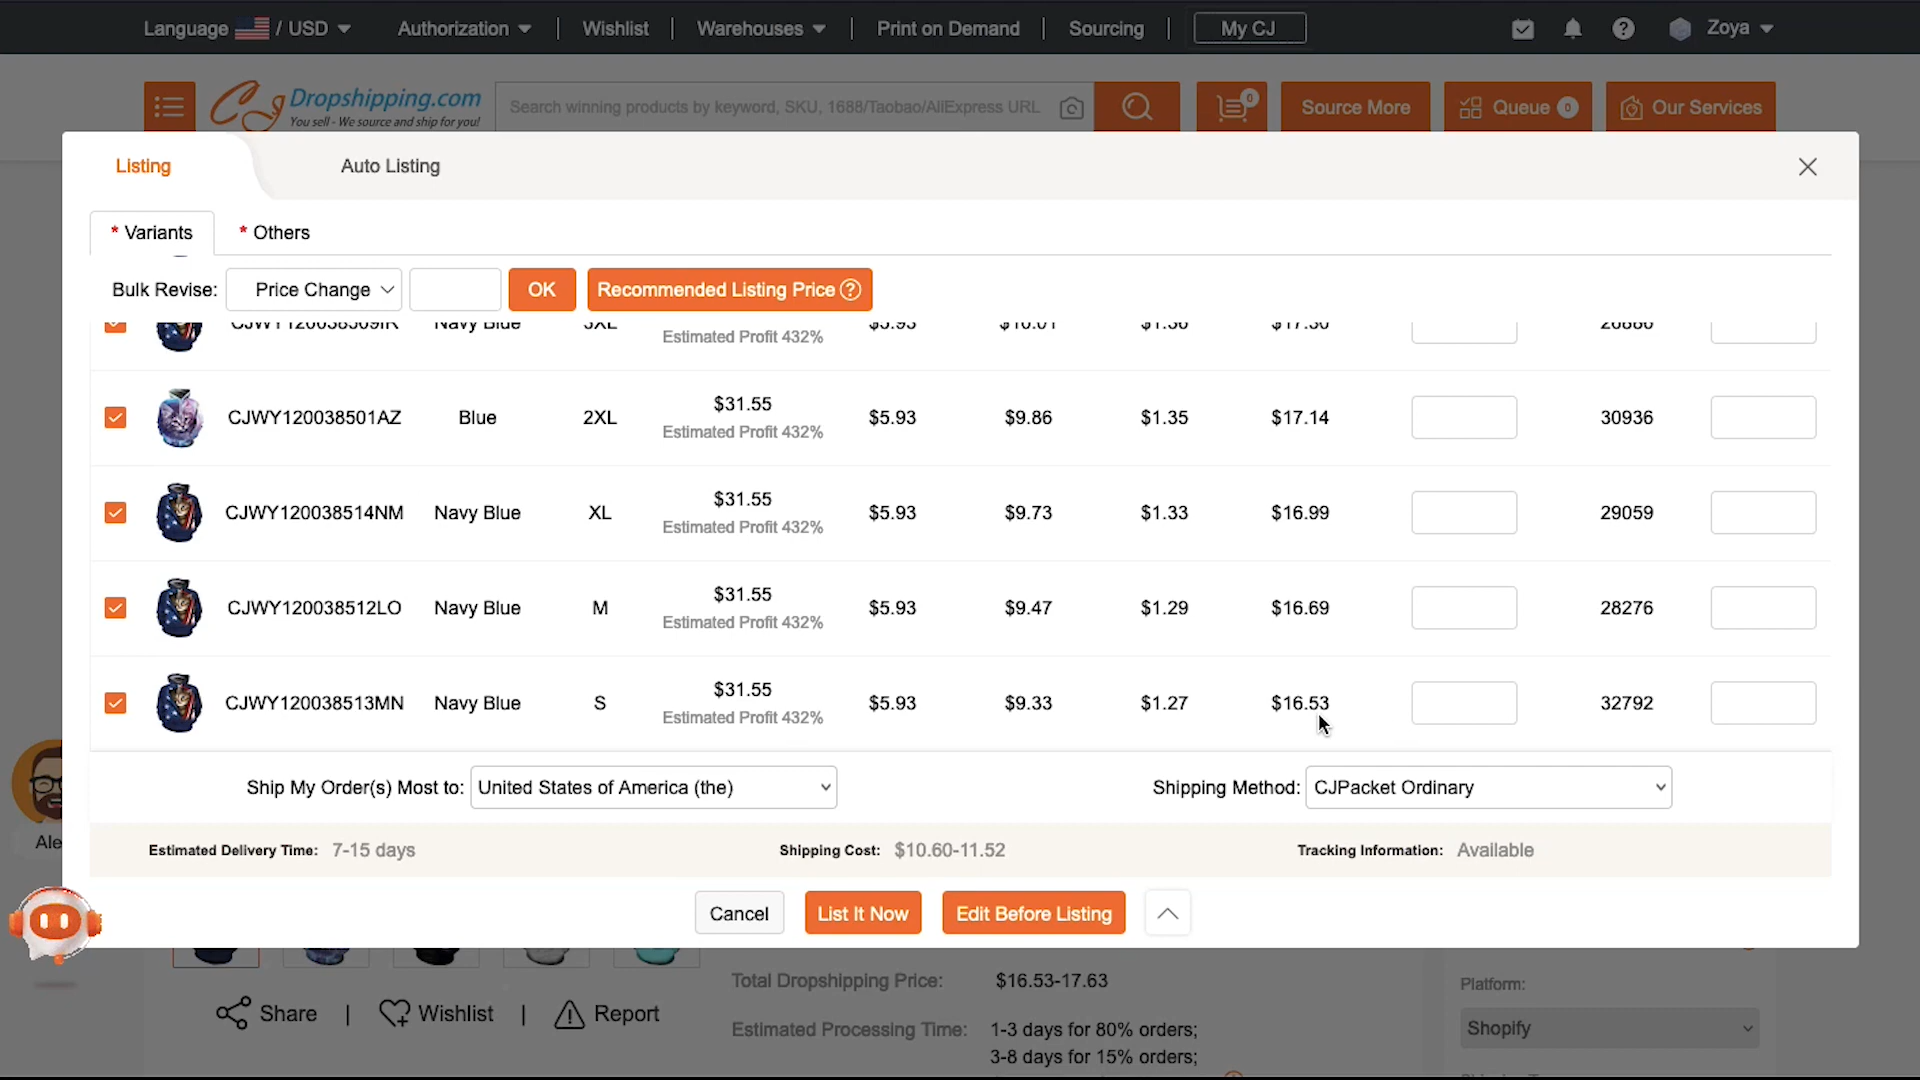 Language / USD Authorization Wishlist Warehouses Print on Demand Sourcing My CJ Zoya
CJ Dropshipping.com
You sell - We source and ship for you!
Search winning products by keyword, SKU, 1688/Taobao/AliExpress URL
0 Source More Queue 0 Our Services
Listing Auto Listing
* Variants * Others
Bulk Revise: Price Change OK Recommended Listing Price ?
Navy Blue 3XL
Estimated Profit 432%
CJWY120038501AZ Blue 2XL $31.55 $5.93 $9.86 $1.35 $17.14 30936
Estimated Profit 432%
CJWY120038514NM Navy Blue XL $31.55 $5.93 $9.73 $1.33 $16.99 29059
Estimated Profit 432%
CJWY120038512LO Navy Blue M $31.55 $5.93 $9.47 $1.29 $16.69 28276
Estimated Profit 432%
CJWY120038513MN Navy Blue S $31.55 $5.93 $9.33 $1.27 $16.53 32792
Estimated Profit 432%
Ship My Order(s) Most to: United States of America (the) Shipping Method: CJPacket Ordinary
Ale
Estimated Delivery Time: 7-15 days Shipping Cost: $10.60-11.52 Tracking Information: Available
Cancel List It Now Edit Before Listing
Total Dropshipping Price: $16.53-17.63
Platform:
Share | Wishlist | Report
Estimated Processing Time: 1-3 days for 80% orders;
Shopify
3-8 days for 15% orders;